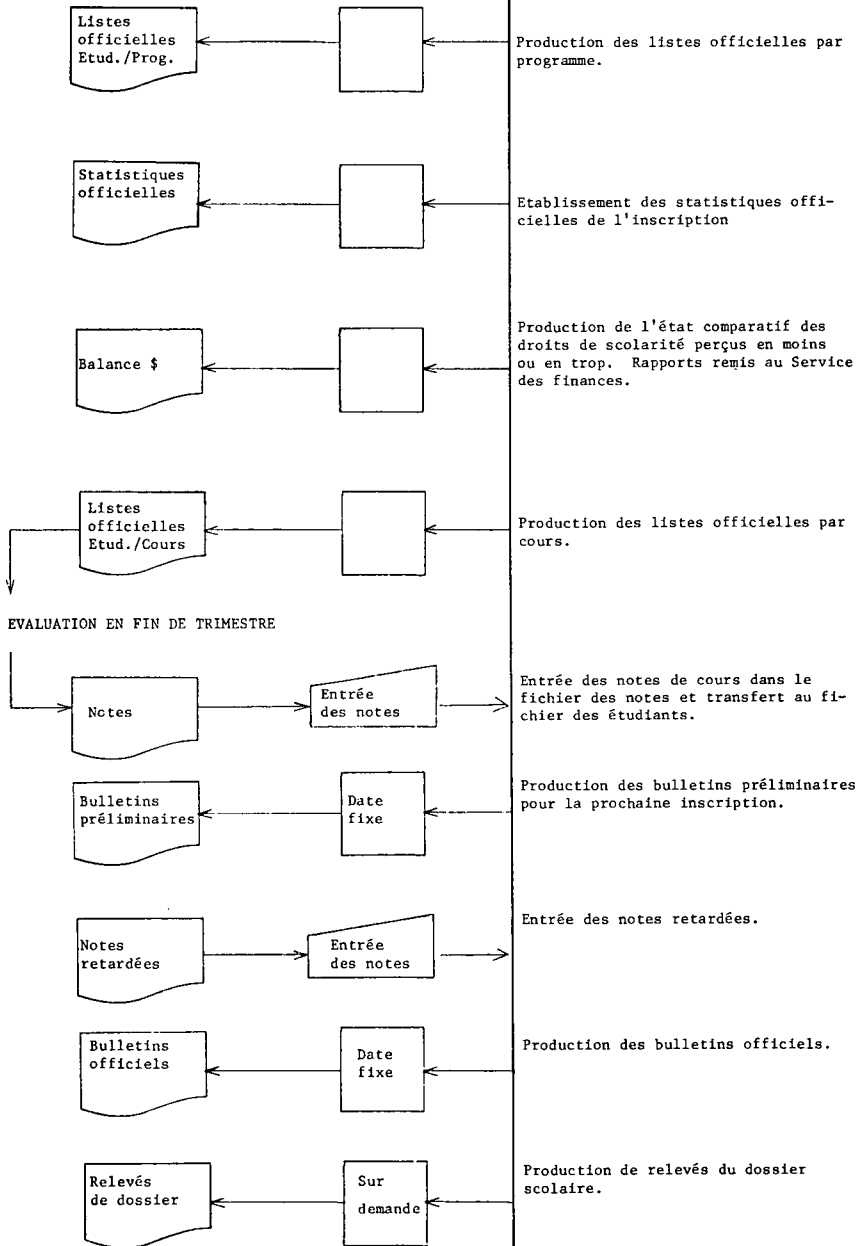 Listes
officielles
Etud./Prog.
Production des listes officielles par
programme.
Statistiques
officielles
Etablissement des statistiques offi-
cielles de l'inscription
Balance $
Production de l'état comparatif des
droits de scolarité perçus en moins
ou en trop. Rapports remis au Service
des finances.
Listes
officielles
Etud./Cours
Production des listes officielles par
cours.
EVALUATION EN FIN DE TRIMESTRE
Notes
Entrée
des notes
Entrée des notes de cours dans le
fichier des notes et transfert au fi-
chier des étudiants.
Bulletins
préliminaires
Date
fixe
Production des bulletins préliminaires
pour la prochaine inscription.
Notes
retardées
Entrée
des notes
Entrée des notes retardées.
Bulletins
officiels
Date
fixe
Production des bulletins officiels.
Relevés
de dossier
Sur
demande
Production de relevés du dossier
scolaire.